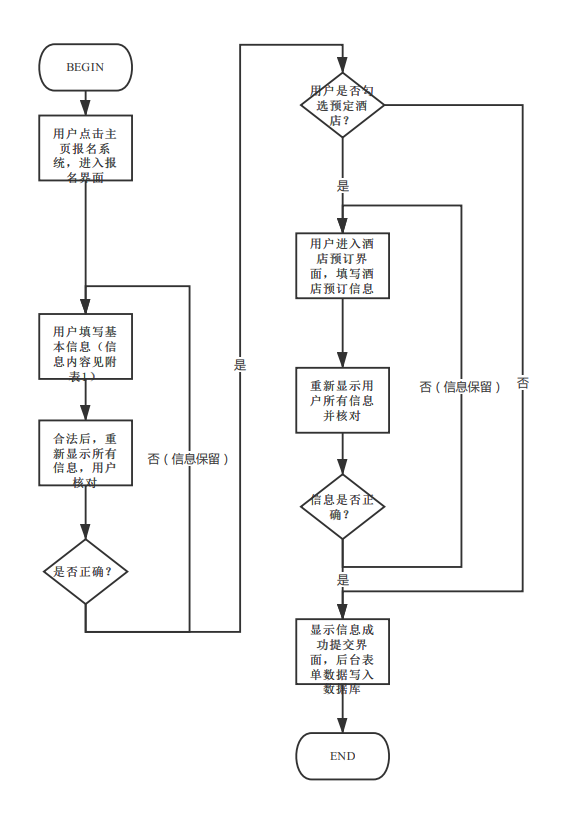 BEGIN
用户点击主
页报名系
统，进入报
名界面
用户填写基
本信息（信
息内容见附
表1）
合法后，重
新显示所有
信息，用户
核对
否（信息保留）
是否正确？
是
用户是否勾
选预定酒
店？
是
用户进入酒
店预订界
面，填写酒
店预订信息
重新显示用
户所有信息
并核对
否（信息保留）
否
信息是否正
确？
是
显示信息成
功提交界
面，后台表
单数据写入
数据库
END